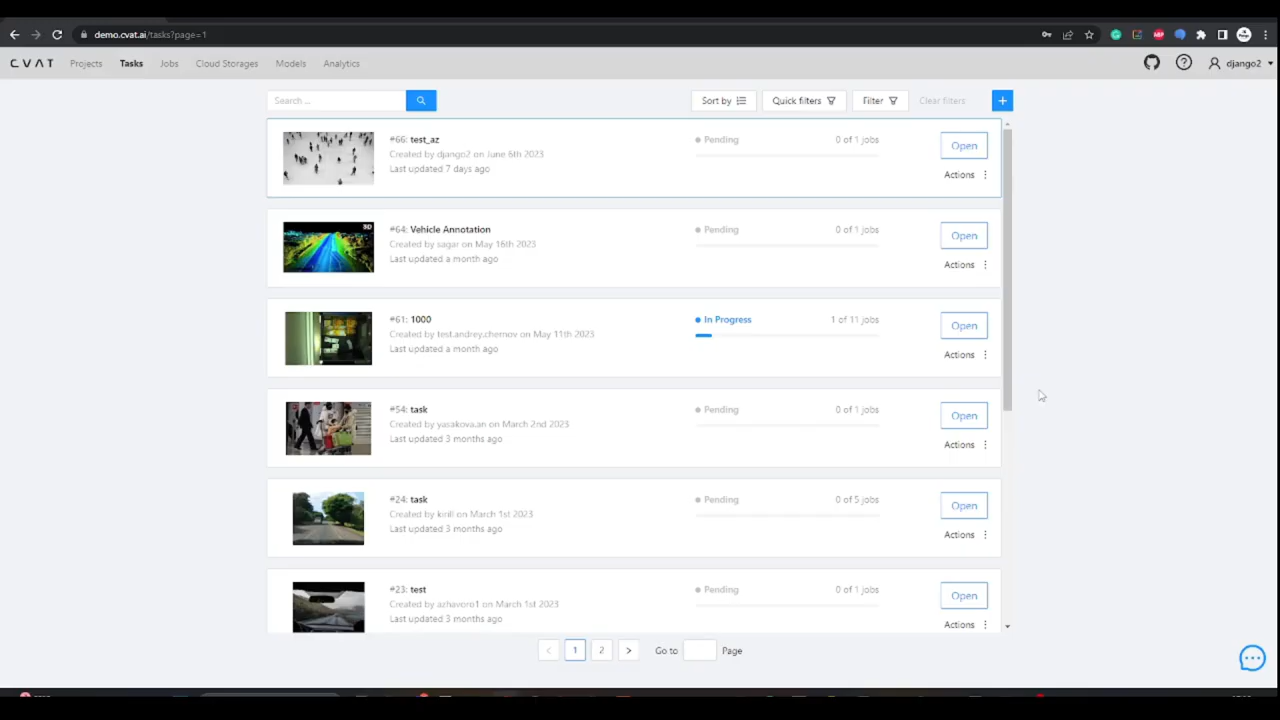 demo.cvat.ai/tasks?page=1
CVAT Projects Tasks Jobs Cloud Storages Models Analytics django2
Search ... Sort by Quick filters Filter Clear filters +
#66: test_az Pending 0 of 1 jobs Open
Created by django2 on June 6th 2023
Last updated 7 days ago Actions
3D
#64: Vehicle Annotation Pending 0 of 1 jobs Open
Created by sagar on May 16th 2023
Last updated a month ago Actions
#61: 1000 In Progress 1 of 11 jobs Open
Created by test.andrey.chernov on May 11th 2023
Last updated a month ago Actions
#54: task Pending 0 of 1 jobs Open
Created by yasakova.an on March 2nd 2023
Last updated 3 months ago Actions
#24: task Pending 0 of 5 jobs Open
Created by kirill on March 1st 2023
Last updated 3 months ago Actions
#23: test Pending 0 of 1 jobs Open
Created by azhavoro1 on March 1st 2023
Last updated 3 months ago Actions
< 1 2 > Go to Page